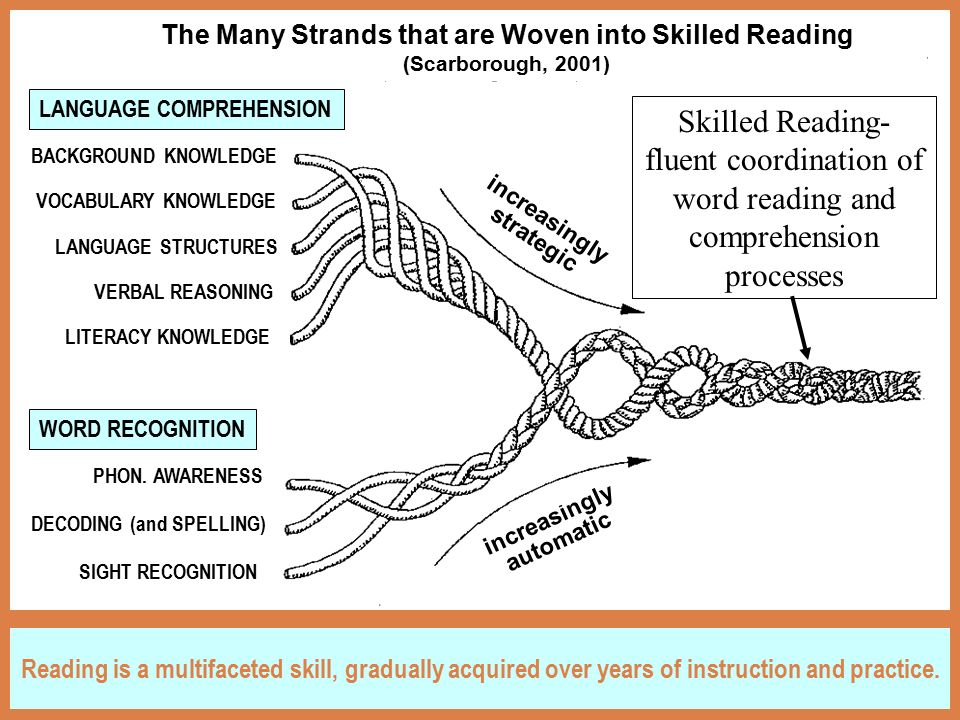 The Many Strands that are Woven into Skilled Reading
(Scarborough, 2001)
LANGUAGE COMPREHENSION
BACKGROUND KNOWLEDGE
VOCABULARY KNOWLEDGE
LANGUAGE STRUCTURES
VERBAL REASONING
LITERACY KNOWLEDGE
increasingly
strategic
Skilled Reading-
fluent coordination of
word reading and
comprehension
processes
WORD RECOGNITION
PHON. AWARENESS
DECODING (and SPELLING)
SIGHT RECOGNITION
increasingly
automatic
Reading is a multifaceted skill, gradually acquired over years of instruction and practice.